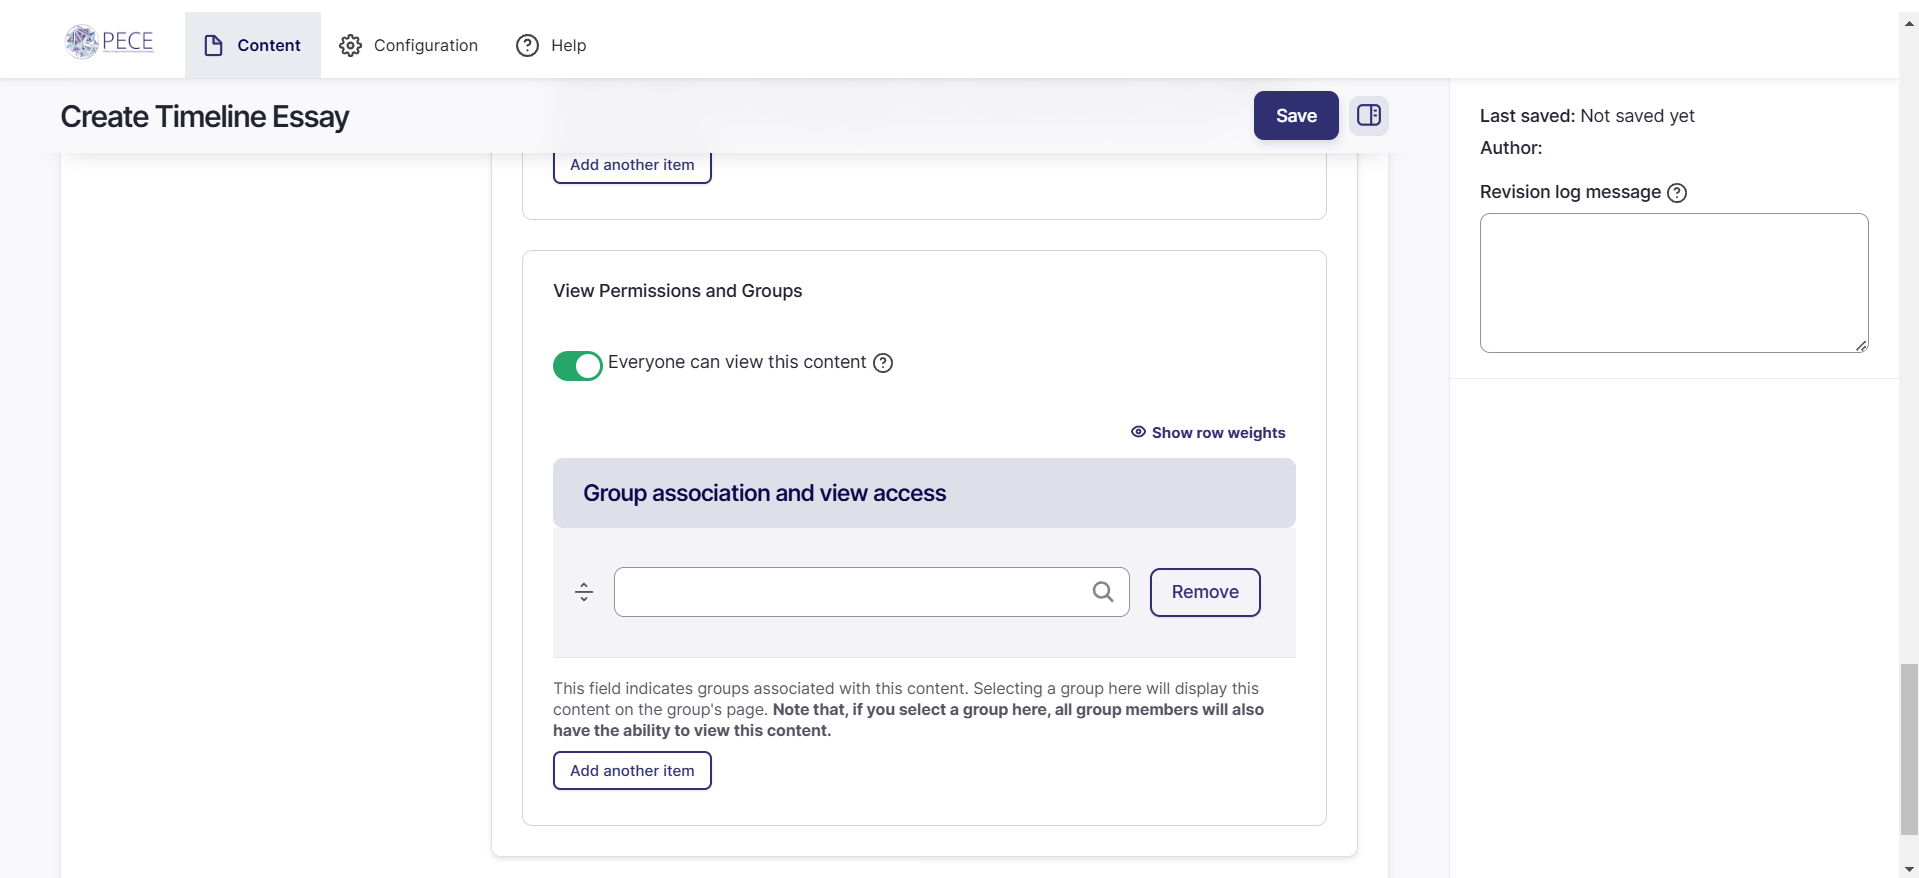 PECE
Content
Configuration
Help
Create Timeline Essay
Save
Last saved: Not saved yet
Author:
Revision log message
Add another item
View Permissions and Groups
Everyone can view this content
Show row weights
Group association and view access
Remove
This field indicates groups associated with this content. Selecting a group here will display this
content on the group's page. Note that, if you select a group here, all group members will also
have the ability to view this content.
Add another item